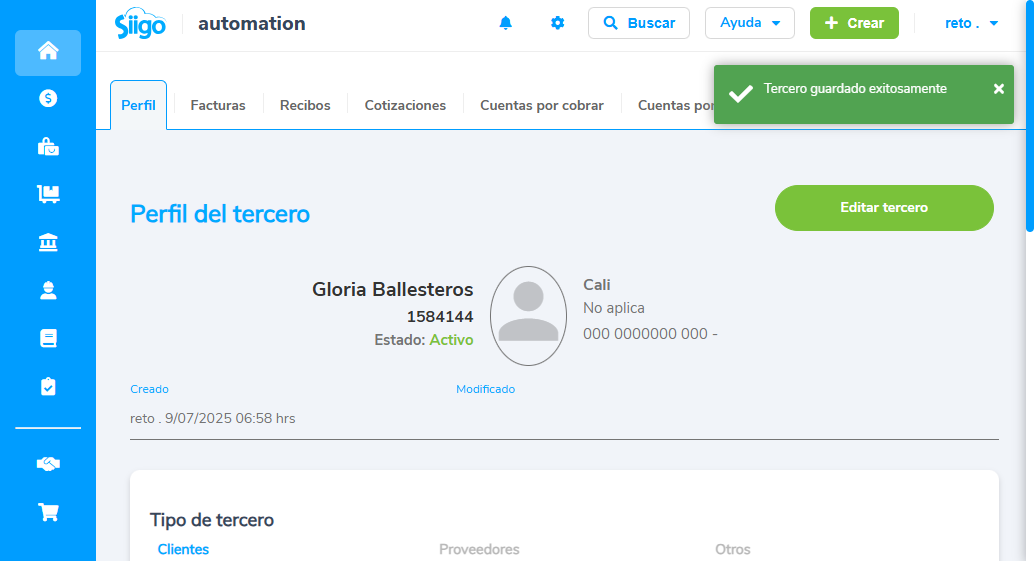 Siigo automation Buscar Ayuda Crear reto .
Tercero guardado exitosamente
Perfil Facturas Recibos Cotizaciones Cuentas por cobrar Cuentas por
Perfil del tercero Editar tercero
Gloria Ballesteros
1584144
Estado: Activo
Cali
No aplica
000 0000000 000 -
Creado Modificado
reto . 9/07/2025 06:58 hrs
Tipo de tercero
Clientes Proveedores Otros